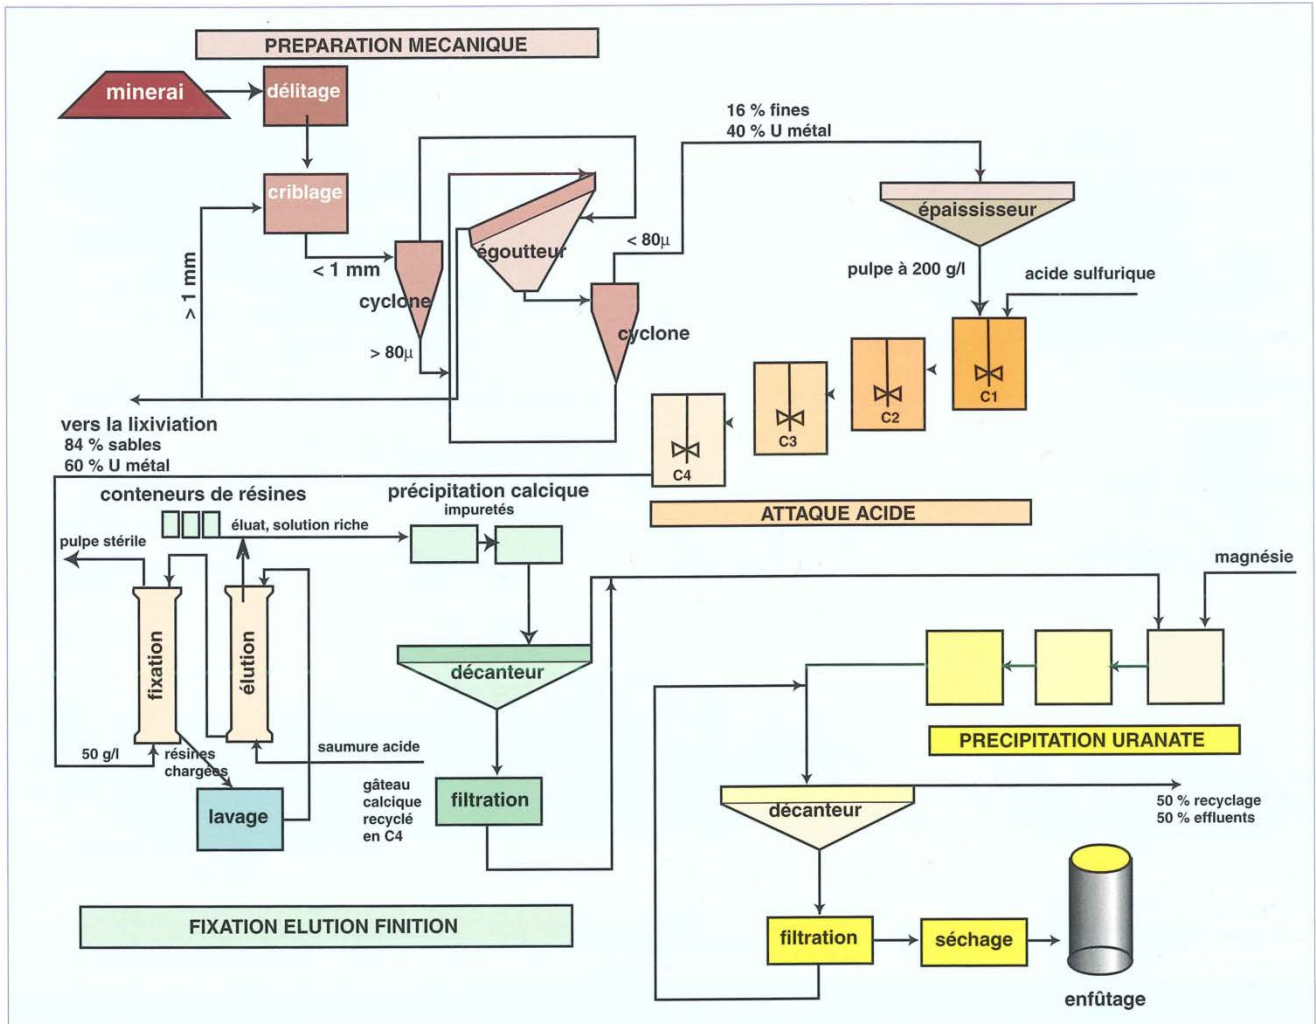 PREPARATION MECANIQUE
minerai
délitage
criblage
> 1 mm
< 1 mm
cyclone
> 80µ
égoutteur
< 80µ
cyclone
16 % fines
40 % U métal
épaississeur
pulpe à 200 g/l
acide sulfurique
C1
C2
C3
C4
vers la lixiviation
84 % sables
60 % U métal
ATTAQUE ACIDE
conteneurs de résines
éluat, solution riche
précipitation calcique
impuretés
pulpe stérile
fixation
élution
50 g/l
résines
chargées
saumure acide
lavage
décanteur
filtration
gâteau
calcique
recyclé
en C4
FIXATION ELUTION FINITION
magnésie
PRECIPITATION URANATE
décanteur
50 % recyclage
50 % effluents
filtration
séchage
enfûtage